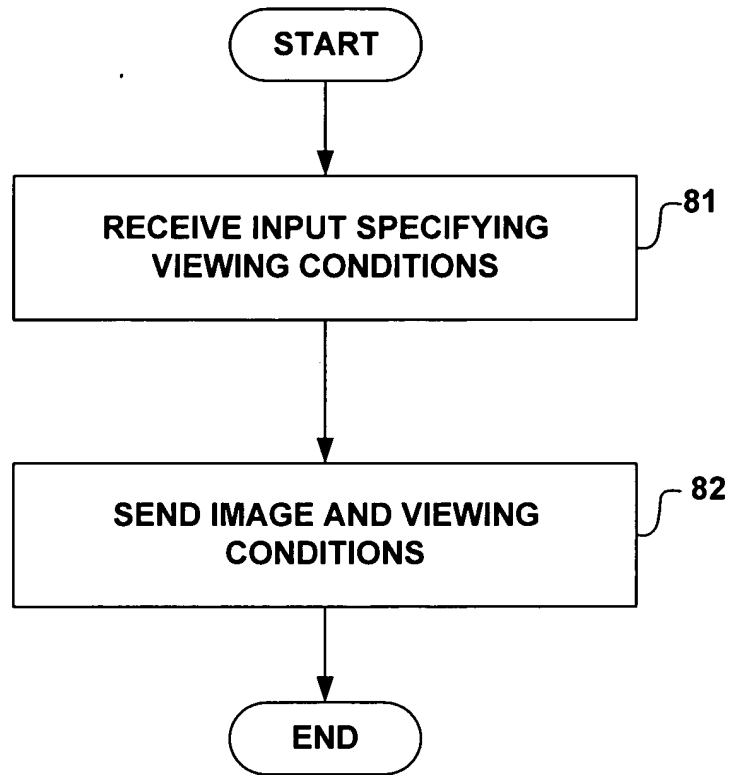 START
RECEIVE INPUT SPECIFYING
VIEWING CONDITIONS
81
SEND IMAGE AND VIEWING
CONDITIONS
82
END